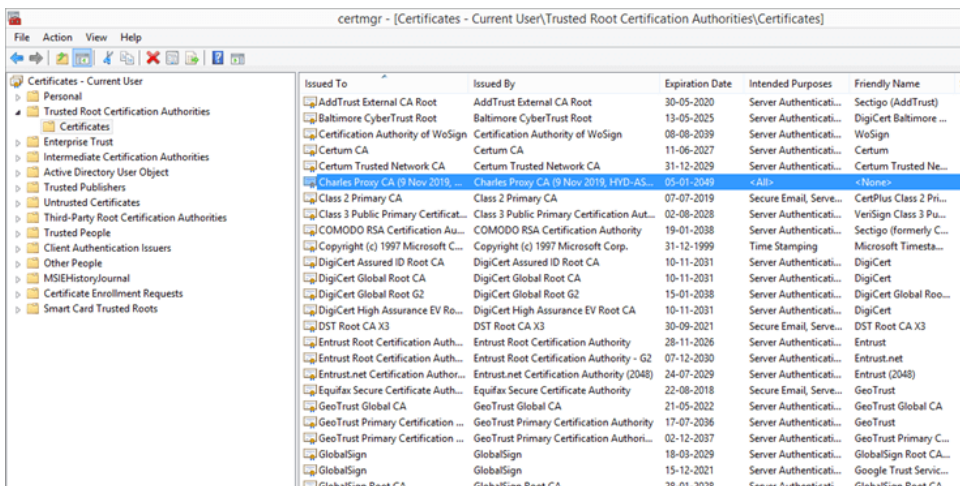 certmgr - [Certificates - Current User\Trusted Root Certification Authorities\Certificates]
File Action View Help
Certificates - Current User
Personal
Trusted Root Certification Authorities
Certificates
Enterprise Trust
Intermediate Certification Authorities
Active Directory User Object
Trusted Publishers
Untrusted Certificates
Third-Party Root Certification Authorities
Trusted People
Client Authentication Issuers
Other People
MSIEHistoryJournal
Certificate Enrollment Requests
Smart Card Trusted Roots
Issued To Issued By Expiration Date Intended Purposes Friendly Name
AddTrust External CA Root AddTrust External CA Root 30-05-2020 Server Authenticati... Sectigo (AddTrust)
Baltimore CyberTrust Root Baltimore CyberTrust Root 13-05-2025 Server Authenticati... DigiCert Baltimore ...
Certification Authority of WoSign Certification Authority of WoSign 08-08-2039 Server Authenticati... WoSign
Certum CA Certum CA 11-06-2027 Server Authenticati... Certum
Certum Trusted Network CA Certum Trusted Network CA 31-12-2029 Server Authenticati... Certum Trusted Ne...
Charles Proxy CA (9 Nov 2019, ... Charles Proxy CA (9 Nov 2019, HYD-AS... 05-01-2049 <All> <None>
Class 2 Primary CA Class 2 Primary CA 07-07-2019 Secure Email, Serve... CertPlus Class 2 Pri...
Class 3 Public Primary Certificat... Class 3 Public Primary Certification Aut... 02-08-2028 Server Authenticati... VeriSign Class 3 Pu...
COMODO RSA Certification Au... COMODO RSA Certification Authority 19-01-2038 Server Authenticati... Sectigo (formerly C...
Copyright (c) 1997 Microsoft C... Copyright (c) 1997 Microsoft Corp. 31-12-1999 Time Stamping Microsoft Timesta...
DigiCert Assured ID Root CA DigiCert Assured ID Root CA 10-11-2031 Server Authenticati... DigiCert
DigiCert Global Root CA DigiCert Global Root CA 10-11-2031 Server Authenticati... DigiCert
DigiCert Global Root G2 DigiCert Global Root G2 15-01-2038 Server Authenticati... DigiCert Global Roo...
DigiCert High Assurance EV Ro... DigiCert High Assurance EV Root CA 10-11-2031 Server Authenticati... DigiCert
DST Root CA X3 DST Root CA X3 30-09-2021 Secure Email, Serve... DST Root CA X3
Entrust Root Certification Auth... Entrust Root Certification Authority 28-11-2026 Server Authenticati... Entrust
Entrust Root Certification Auth... Entrust Root Certification Authority - G2 07-12-2030 Server Authenticati... Entrust.net
Entrust.net Certification Author... Entrust.net Certification Authority (2048) 24-07-2029 Server Authenticati... Entrust (2048)
Equifax Secure Certificate Auth... Equifax Secure Certificate Authority 22-08-2018 Secure Email, Serve... GeoTrust
GeoTrust Global CA GeoTrust Global CA 21-05-2022 Server Authenticati... GeoTrust Global CA
GeoTrust Primary Certification ... GeoTrust Primary Certification Authority 17-07-2036 Server Authenticati... GeoTrust
GeoTrust Primary Certification ... GeoTrust Primary Certification Authori... 02-12-2037 Server Authenticati... GeoTrust Primary C...
GlobalSign GlobalSign 18-03-2029 Server Authenticati... GlobalSign Root CA...
GlobalSign GlobalSign 15-12-2021 Server Authenticati... Google Trust Servic...
GlobalSign Root CA GlobalSign Root CA 28-01-2028 Server Authenticati... GlobalSign Root CA